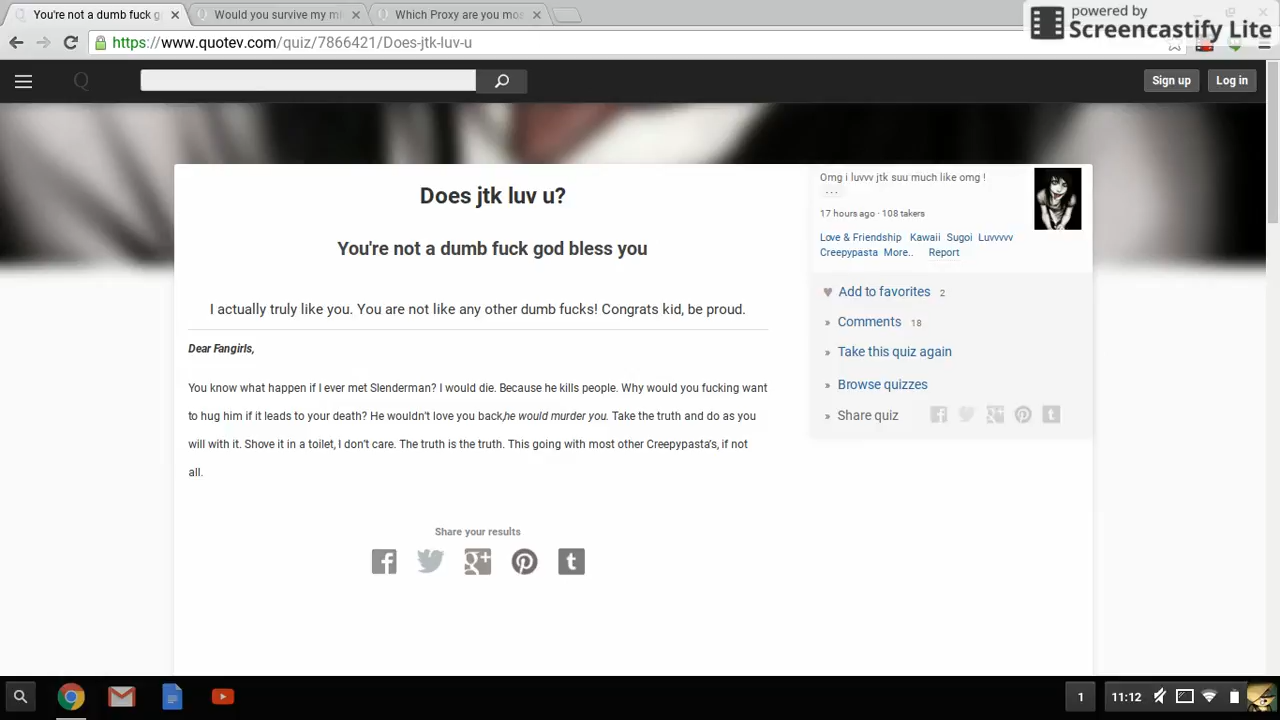 You're not a dumb fuck g
Would you survive my mi
Which Proxy are you mos
powered by
Screencastify Lite
https://www.quotev.com/quiz/7866421/Does-jtk-luv-u
Q
Sign up
Log in
Does jtk luv u?
You're not a dumb fuck god bless you
I actually truly like you. You are not like any other dumb fucks! Congrats kid, be proud.
Dear Fangirls,
You know what happen if I ever met Slenderman? I would die. Because he kills people. Why would you fucking want
to hug him if it leads to your death? He wouldn't love you back,he would murder you. Take the truth and do as you
will with it. Shove it in a toilet, I don't care. The truth is the truth. This going with most other Creepypasta's, if not
all.
Share your results
Omg i luvvv jtk suu much like omg !
...
17 hours ago · 108 takers
Love & Friendship Kawaii Sugoi Luvvvvv
Creepypasta More.. Report
♥ Add to favorites 2
» Comments 18
» Take this quiz again
» Browse quizzes
» Share quiz
1
11:12